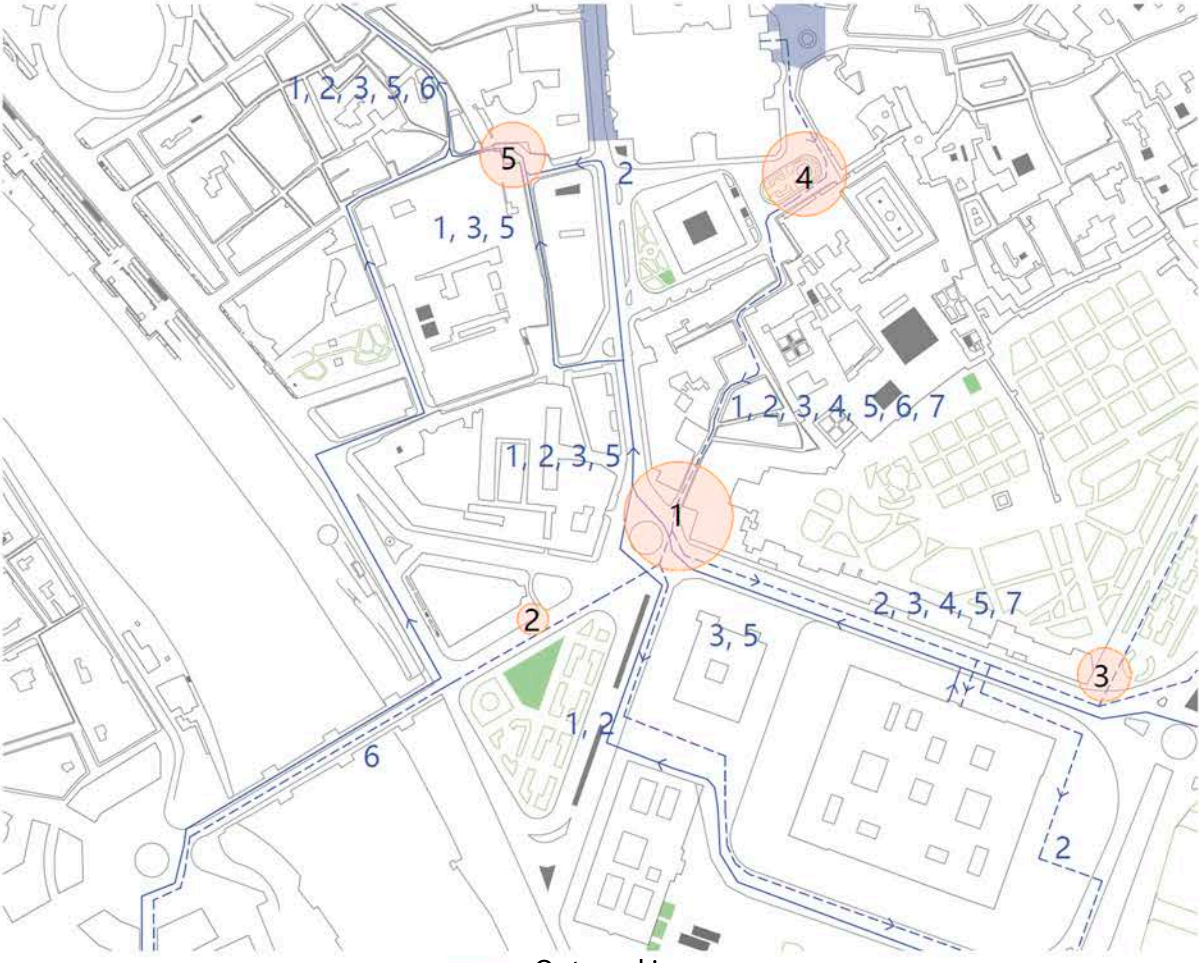 1, 2, 3, 5, 6
5
2
4
1, 3, 5
1, 2, 3, 4, 5, 6, 7
1, 2, 3, 5
1
2, 3, 4, 5, 7
2
3, 5
3
1, 2
6
2